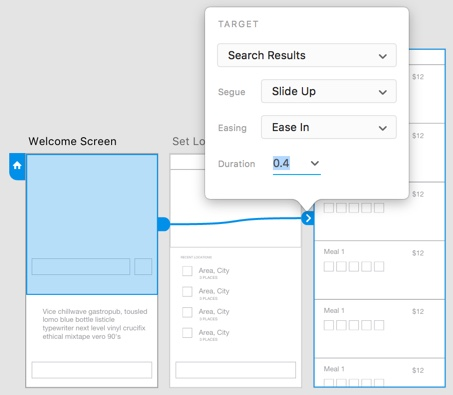 TARGET
Search Results
Segue Slide Up
Easing Ease In
Duration 0.4
Welcome Screen
Set Lo
Vice chillwave gastropub, tousled
lomo blue bottle listicle
typewriter next level vinyl crucifix
ethical mixtape vero 90's
RECENT LOCATIONS
Area, City
5 PLACES
Area, City
5 PLACES
Area, City
5 PLACES
Area, City
5 PLACES
$12
$12
$12
Meal 1 $12
Meal 1 $12
Meal 1 $12